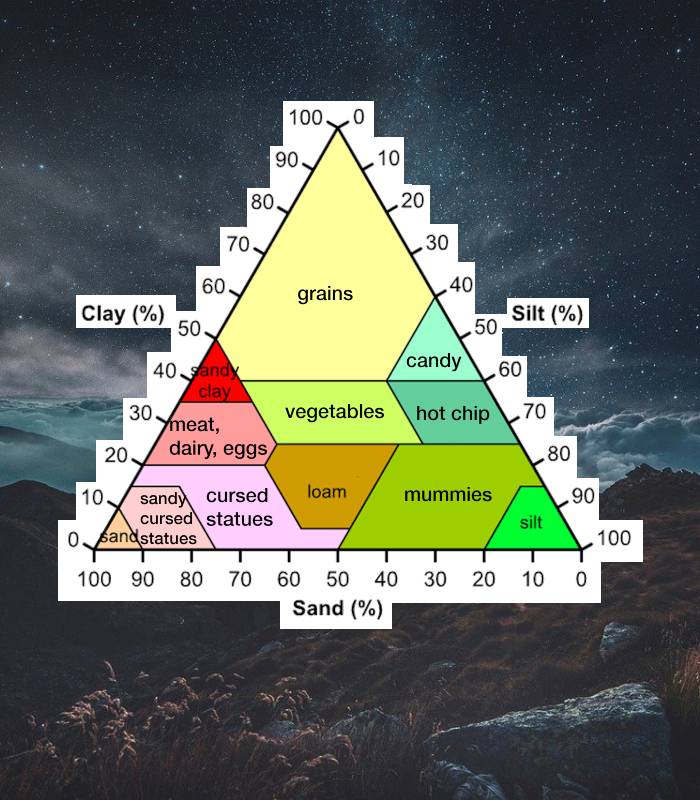 100 0
90 10
80 20
70 30
60 40
Clay (%) Silt (%)
50 50
40 60
30 70
20 80
10 90
0 100
grains
candy
sandy
clay
vegetables
hot chip
meat,
dairy, eggs
loam
mummies
cursed
statues
sandy
cursed
statues
sand
silt
100 90 80 70 60 50 40 30 20 10 0
Sand (%)